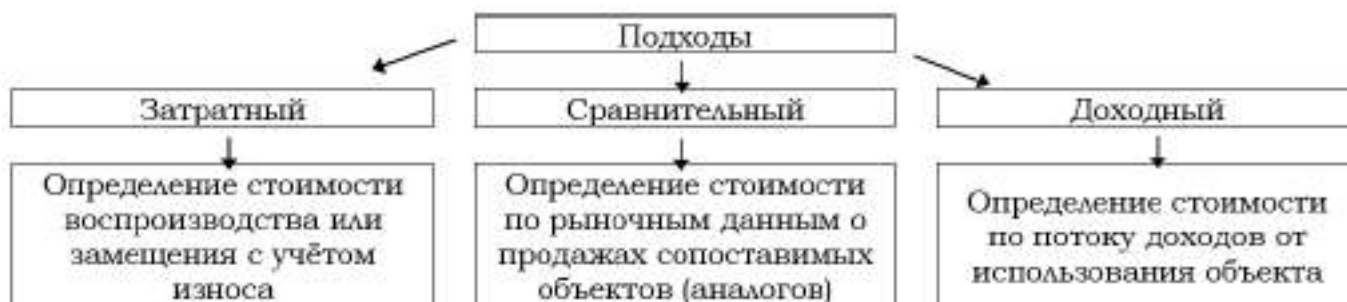 Подходы
Затратный
Сравнительный
Доходный
Определение стоимости
воспроизводства или
замещения с учётом
износа
Определение стоимости
по рыночным данным о
продажах сопоставимых
объектов (аналогов)
Определение стоимости
по потоку доходов от
использования объекта